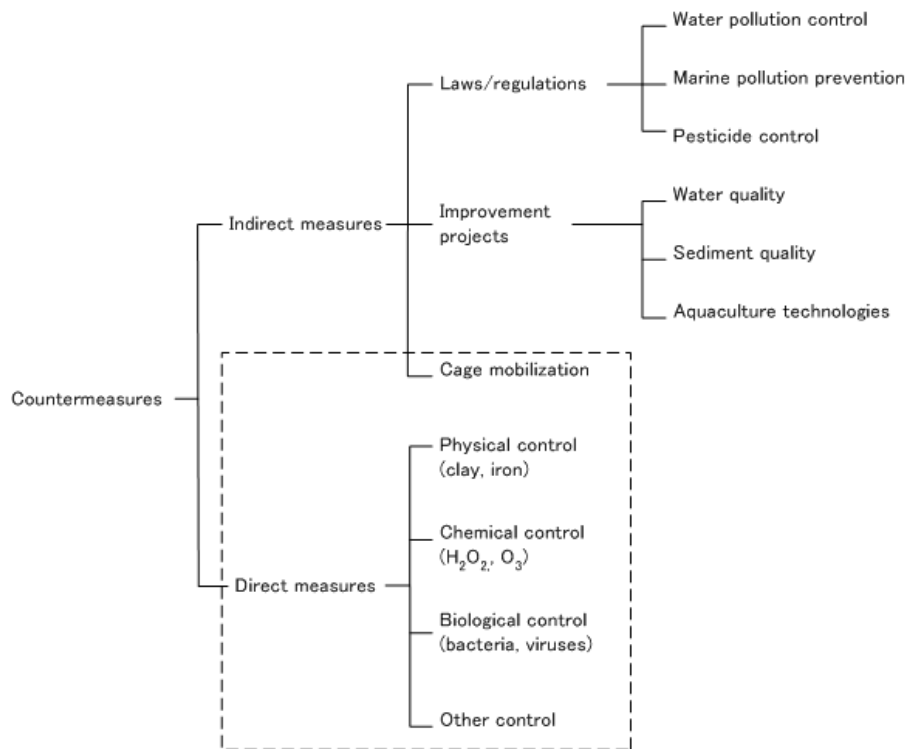 Water pollution control
Laws/regulations
Marine pollution prevention
Pesticide control
Water quality
Indirect measures
Improvement
projects
Sediment quality
Aquaculture technologies
Cage mobilization
Countermeasures
Physical control
(clay, iron)
Chemical control
(H₂O₂,, O₃)
Direct measures
Biological control
(bacteria, viruses)
Other control